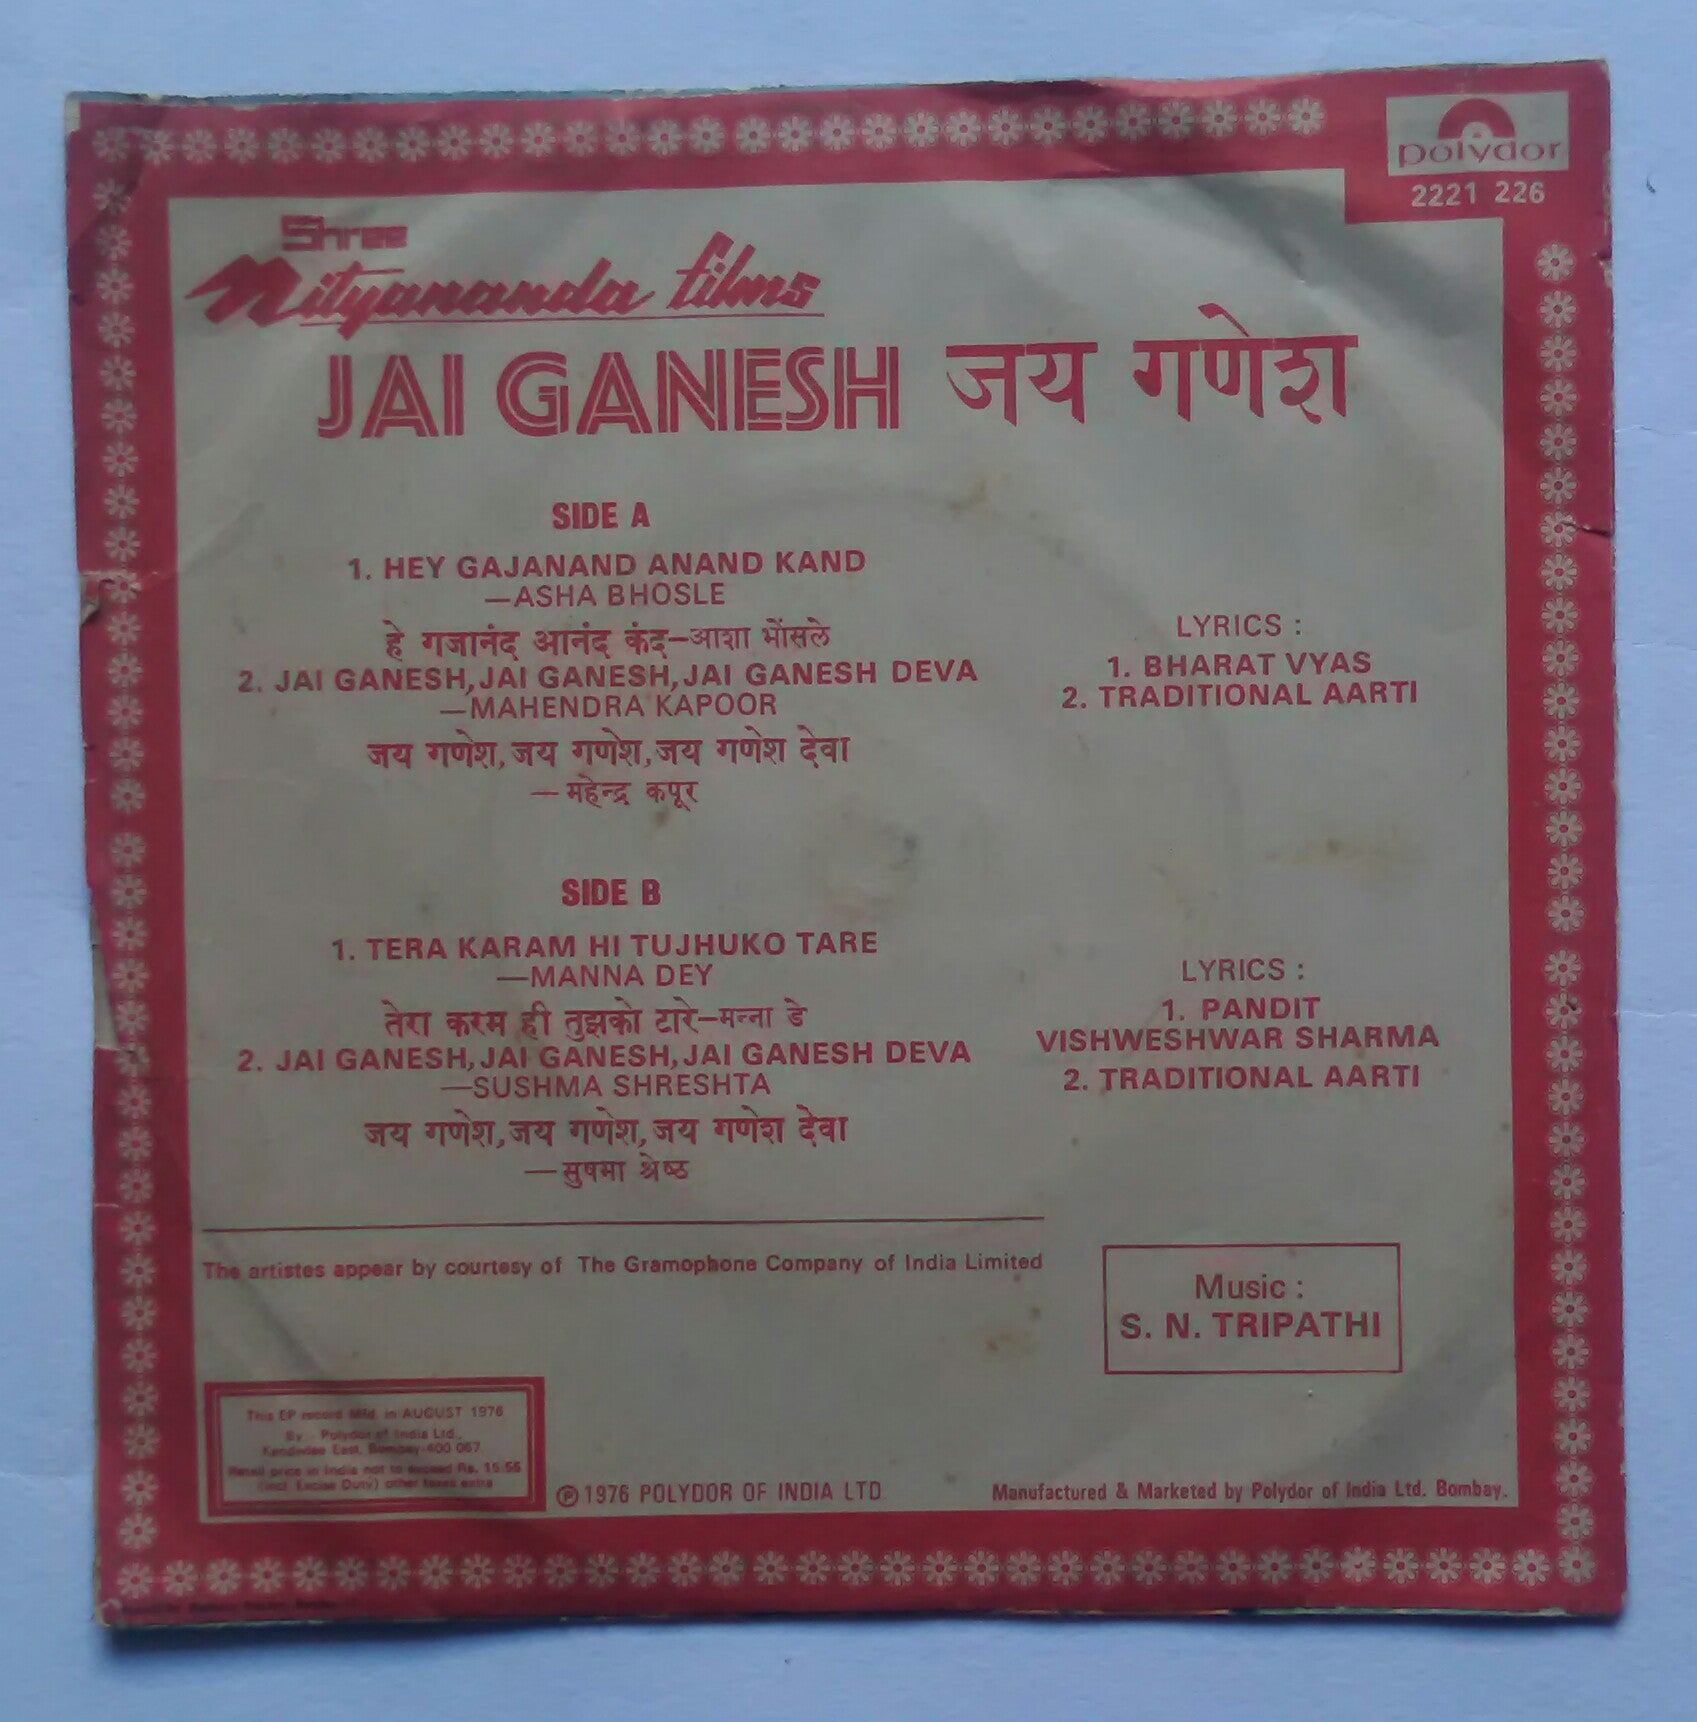 polydor
2221 226
Shree
Nityananda films
JAI GANESH जय गणेश
SIDE A
1. HEY GAJANAND ANAND KAND
—ASHA BHOSLE
हे गजानंद आनंद कंद—आशा भोंसले
2. JAI GANESH, JAI GANESH, JAI GANESH DEVA
—MAHENDRA KAPOOR
जय गणेश, जय गणेश, जय गणेश देवा
— महेन्द्र कपूर
LYRICS :
1. BHARAT VYAS
2. TRADITIONAL AARTI
SIDE B
1. TERA KARAM HI TUJHUKO TARE
—MANNA DEY
तेरा करम ही तुझको टारे—मन्ना डे
2. JAI GANESH, JAI GANESH, JAI GANESH DEVA
—SUSHMA SHRESHTA
जय गणेश, जय गणेश, जय गणेश देवा
— सुषमा श्रेष्ठ
LYRICS :
1. PANDIT
VISHWESHWAR SHARMA
2. TRADITIONAL AARTI
The artistes appear by courtesy of The Gramophone Company of India Limited
Music :
S. N. TRIPATHI
This EP record Mfd. in AUGUST 1976
By : Polydor of India Ltd.,
Kandivlee East, Bombay-400 067
Retail price in India not to exceed Rs. 15.55
(incl. Excise Duty) other taxes extra
Ⓟ 1976 POLYDOR OF INDIA LTD.
Manufactured & Marketed by Polydor of India Ltd. Bombay.